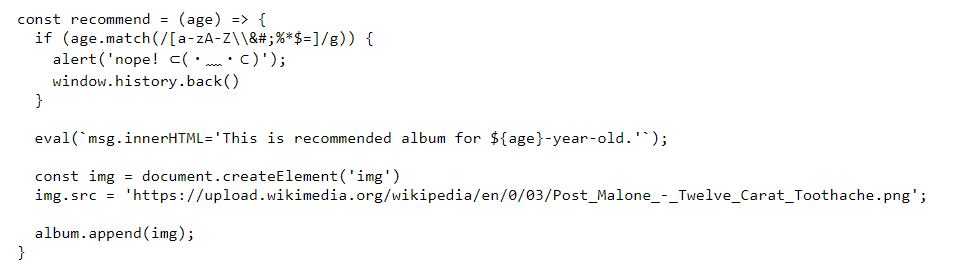 const recommend = (age) => {
  if (age.match(/[a-zA-Z\\&#;%*$=]/g)) {
    alert('nope! ⊂(・﹏・⊂)');
    window.history.back()
  }

  eval(`msg.innerHTML='This is recommended album for ${age}-year-old.'`);

  const img = document.createElement('img')
  img.src = 'https://upload.wikimedia.org/wikipedia/en/0/03/Post_Malone_-_Twelve_Carat_Toothache.png';

  album.append(img);
}